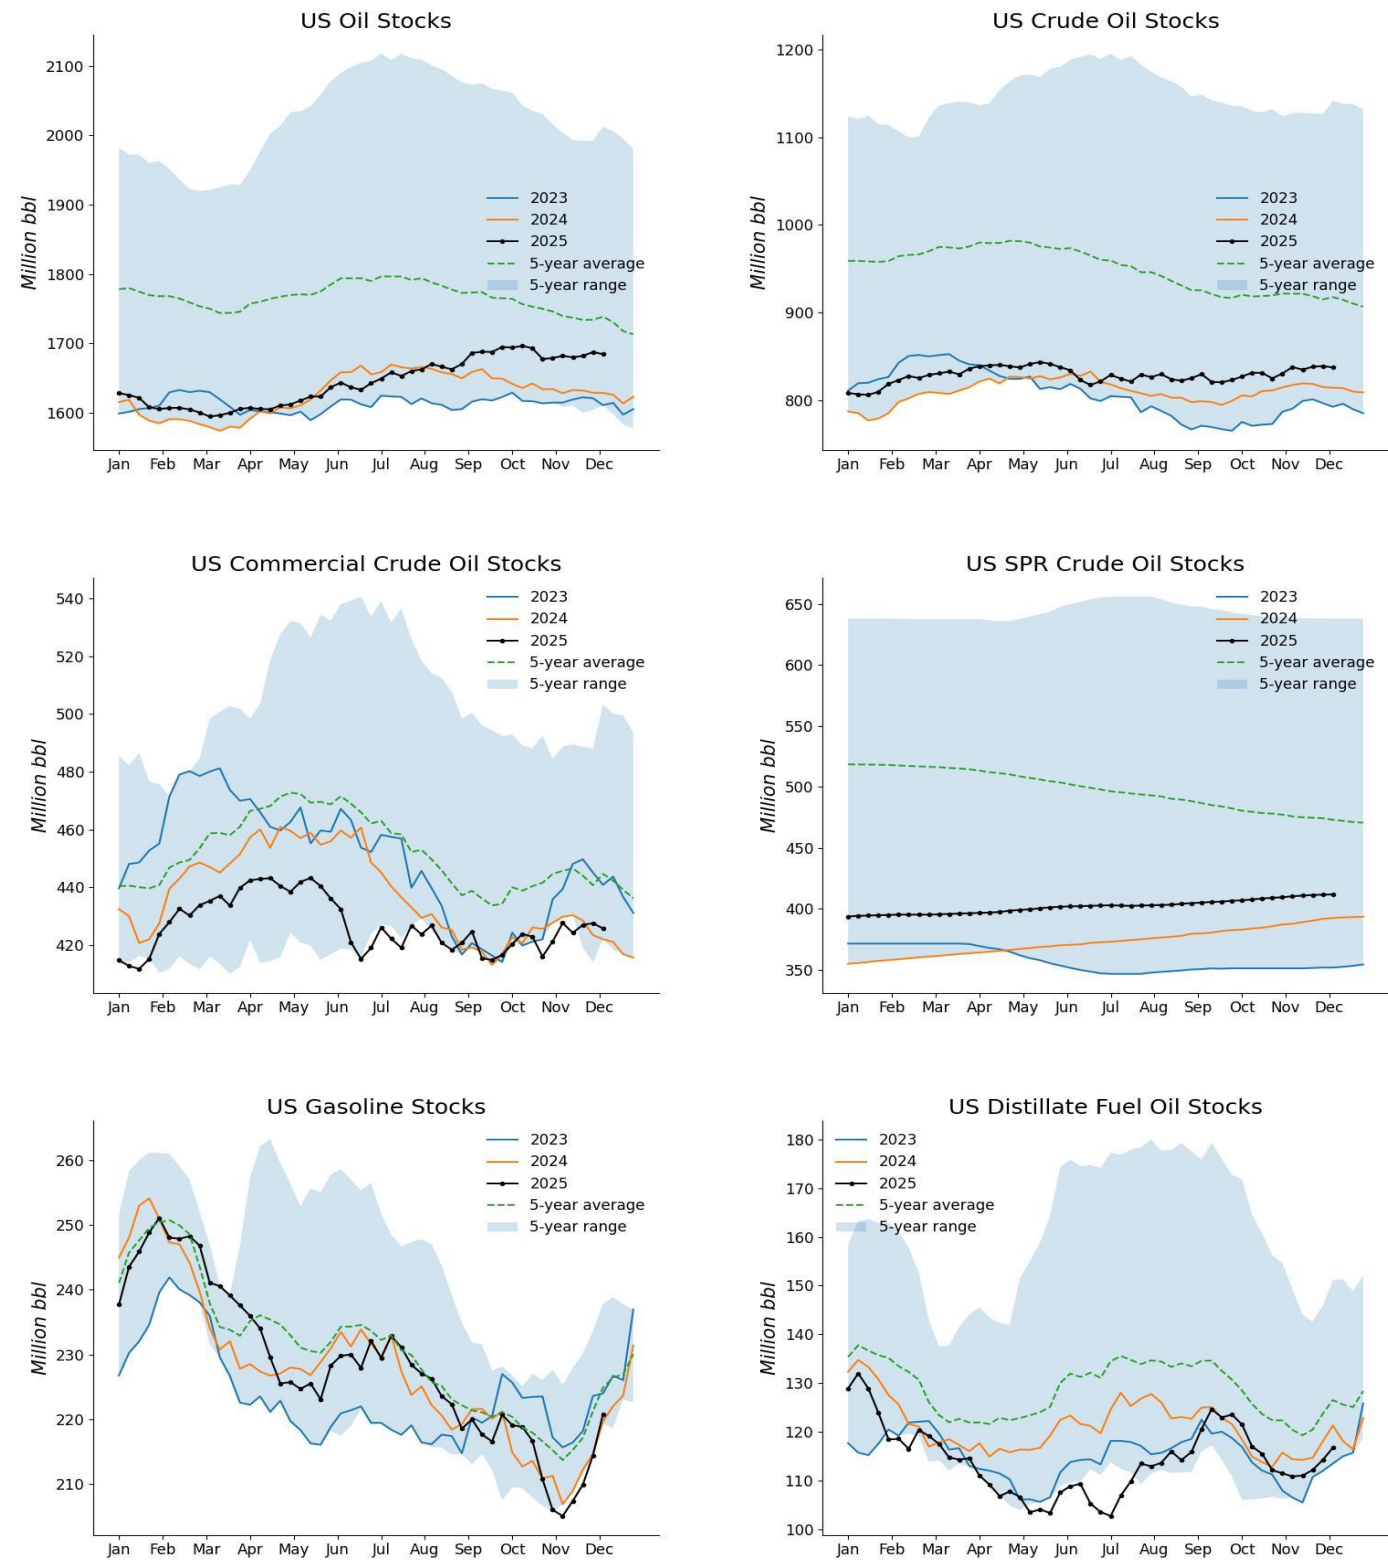 US Oil Stocks
Million bbl
2100
2000
1900
1800
1700
1600
Jan Feb Mar Apr May Jun Jul Aug Sep Oct Nov Dec
2023
2024
2025
5-year average
5-year range
US Crude Oil Stocks
Million bbl
1200
1100
1000
900
800
Jan Feb Mar Apr May Jun Jul Aug Sep Oct Nov Dec
2023
2024
2025
5-year average
5-year range
US Commercial Crude Oil Stocks
Million bbl
540
520
500
480
460
440
420
Jan Feb Mar Apr May Jun Jul Aug Sep Oct Nov Dec
2023
2024
2025
5-year average
5-year range
US SPR Crude Oil Stocks
Million bbl
650
600
550
500
450
400
350
Jan Feb Mar Apr May Jun Jul Aug Sep Oct Nov Dec
2023
2024
2025
5-year average
5-year range
US Gasoline Stocks
Million bbl
260
250
240
230
220
210
Jan Feb Mar Apr May Jun Jul Aug Sep Oct Nov Dec
2023
2024
2025
5-year average
5-year range
US Distillate Fuel Oil Stocks
Million bbl
180
170
160
150
140
130
120
110
100
Jan Feb Mar Apr May Jun Jul Aug Sep Oct Nov Dec
2023
2024
2025
5-year average
5-year range